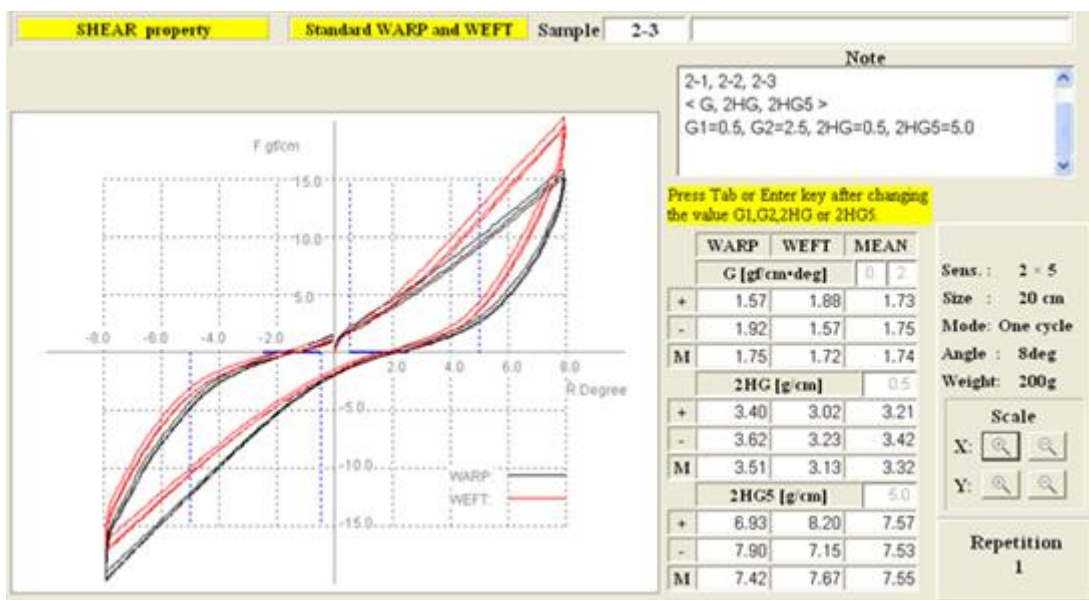 SHEAR property Standard WARP and WEFT Sample 2-3
Note
2-1, 2-2, 2-3
< G, 2HG, 2HG5 >
G1=0.5, G2=2.5, 2HG=0.5, 2HG5=5.0
Press Tab or Enter key after changing
the value G1,G2,2HG or 2HG5.
F gf/cm
15.0
10.0
5.0
-8.0 -6.0 -4.0 -2.0
2.0 4.0 6.0 8.0
R Degree
-5.0
-10.0
-15.0
WARP:
WEFT:
WARP WEFT MEAN
G [gf/cm•deg] 0 2
+ 1.57 1.88 1.73
- 1.92 1.57 1.75
M 1.75 1.72 1.74
2HG [g/cm] 0.5
+ 3.40 3.02 3.21
- 3.62 3.23 3.42
M 3.51 3.13 3.32
2HG5 [g/cm] 5.0
+ 6.93 8.20 7.57
- 7.90 7.15 7.53
M 7.42 7.67 7.55
Sens. : 2 × 5
Size : 20 cm
Mode: One cycle
Angle : 8deg
Weight: 200g
Scale
X:
Y:
Repetition
1